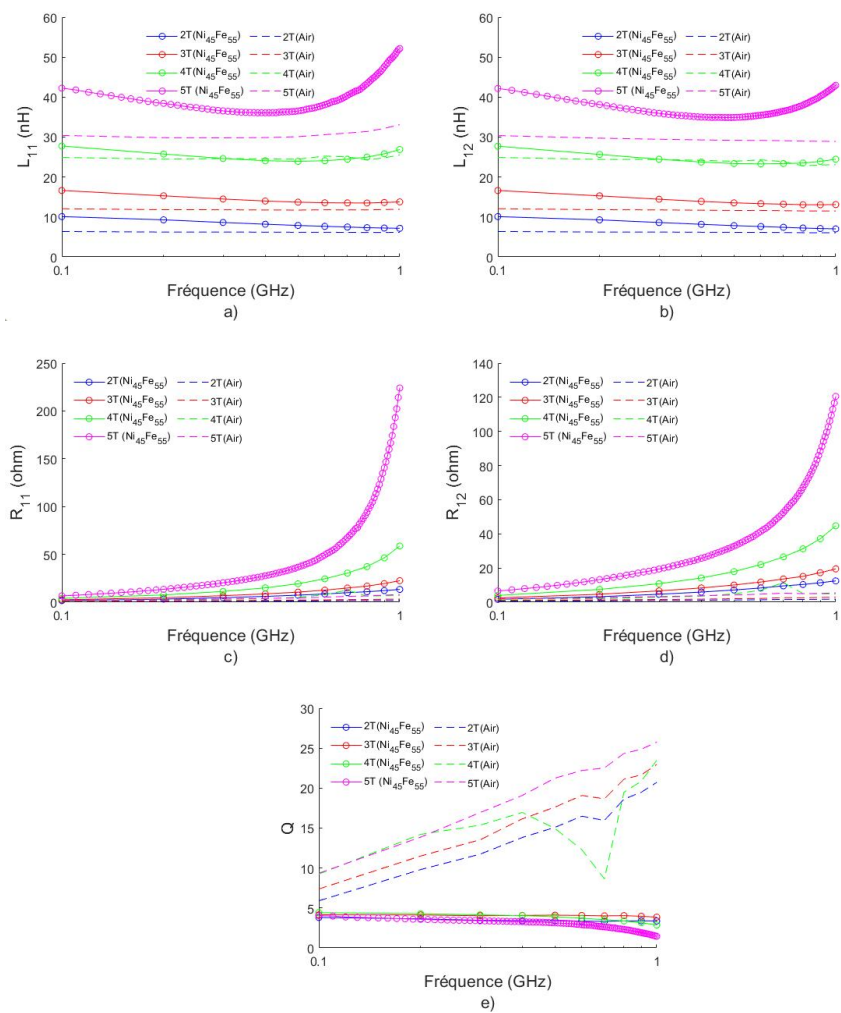 60
50
40
30
20
10
0
L11 (nH)
2T(Ni45Fe55)
3T(Ni45Fe55)
4T(Ni45Fe55)
5T (Ni45Fe55)
2T(Air)
3T(Air)
4T(Air)
5T(Air)
0.1
1
Fréquence (GHz)
a)
60
50
40
30
20
10
0
L12 (nH)
2T(Ni45Fe55)
3T(Ni45Fe55)
4T(Ni45Fe55)
5T (Ni45Fe55)
2T(Air)
3T(Air)
4T(Air)
5T(Air)
0.1
1
Fréquence (GHz)
b)
250
200
150
100
50
0
R11 (ohm)
2T(Ni45Fe55)
3T(Ni45Fe55)
4T(Ni45Fe55)
5T (Ni45Fe55)
2T(Air)
3T(Air)
4T(Air)
5T(Air)
0.1
1
Fréquence (GHz)
c)
140
120
100
80
60
40
20
0
R12 (ohm)
2T(Ni45Fe55)
3T(Ni45Fe55)
4T(Ni45Fe55)
5T (Ni45Fe55)
2T(Air)
3T(Air)
4T(Air)
5T(Air)
0.1
1
Fréquence (GHz)
d)
30
25
20
15
10
5
0
Q
2T(Ni45Fe55)
3T(Ni45Fe55)
4T(Ni45Fe55)
5T (Ni45Fe55)
2T(Air)
3T(Air)
4T(Air)
5T(Air)
0.1
1
Fréquence (GHz)
e)